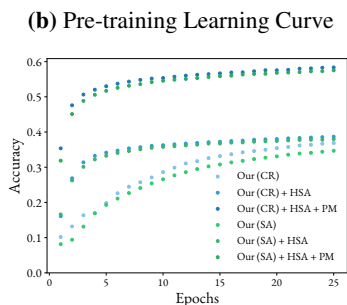 (b) Pre-training Learning Curve
0.6
0.5
0.4
0.3
0.2
0.1
0.0
Accuracy
Our (CR)
Our (CR) + HSA
Our (CR) + HSA + PM
Our (SA)
Our (SA) + HSA
Our (SA) + HSA + PM
0 5 10 15 20 25
Epochs